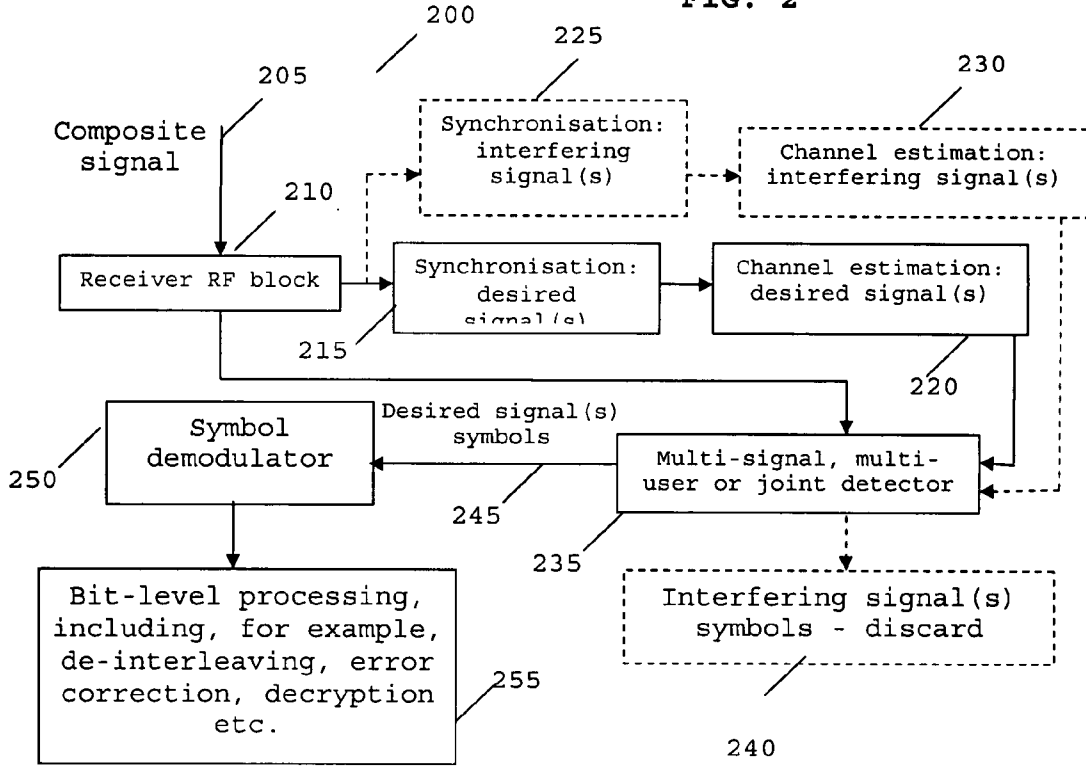 FIG. 2
200
205
225
230
Composite
signal
Synchronisation:
interfering
signal(s)
Channel estimation:
interfering signal(s)
210
Receiver RF block
Synchronisation:
desired
signal(s)
Channel estimation:
desired signal(s)
215
220
Symbol
demodulator
Desired signal(s)
symbols
Multi-signal, multi-
user or joint detector
250
245
235
Bit-level processing,
including, for example,
de-interleaving, error
correction, decryption
etc.
Interfering signal(s)
symbols - discard
255
240